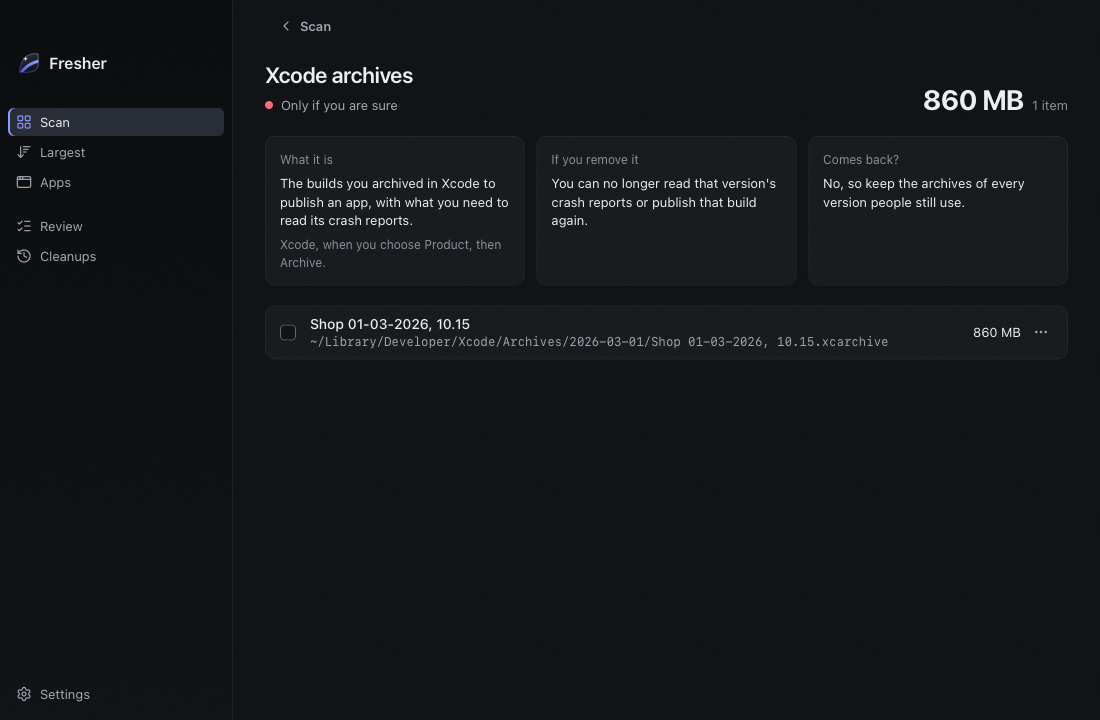 Scan
Fresher
Xcode archives
Only if you are sure
860 MB 1 item
Scan
Largest
Apps
Review
Cleanups
What it is
The builds you archived in Xcode to
publish an app, with what you need to
read its crash reports.
Xcode, when you choose Product, then
Archive.
If you remove it
You can no longer read that version's
crash reports or publish that build
again.
Comes back?
No, so keep the archives of every
version people still use.
Shop 01-03-2026, 10.15
~/Library/Developer/Xcode/Archives/2026-03-01/Shop 01-03-2026, 10.15.xcarchive
860 MB
Settings